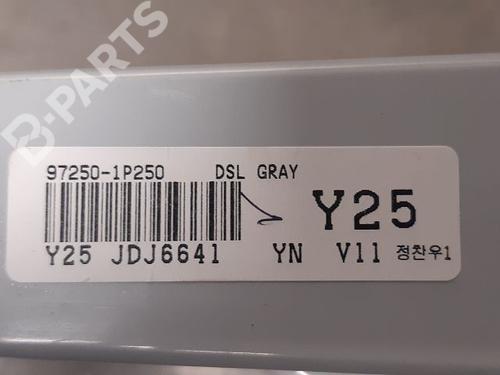 B-PARTS
97250-1P250 DSL GRAY
Y25
Y25 JDJ6641 YN V11 정찬우1